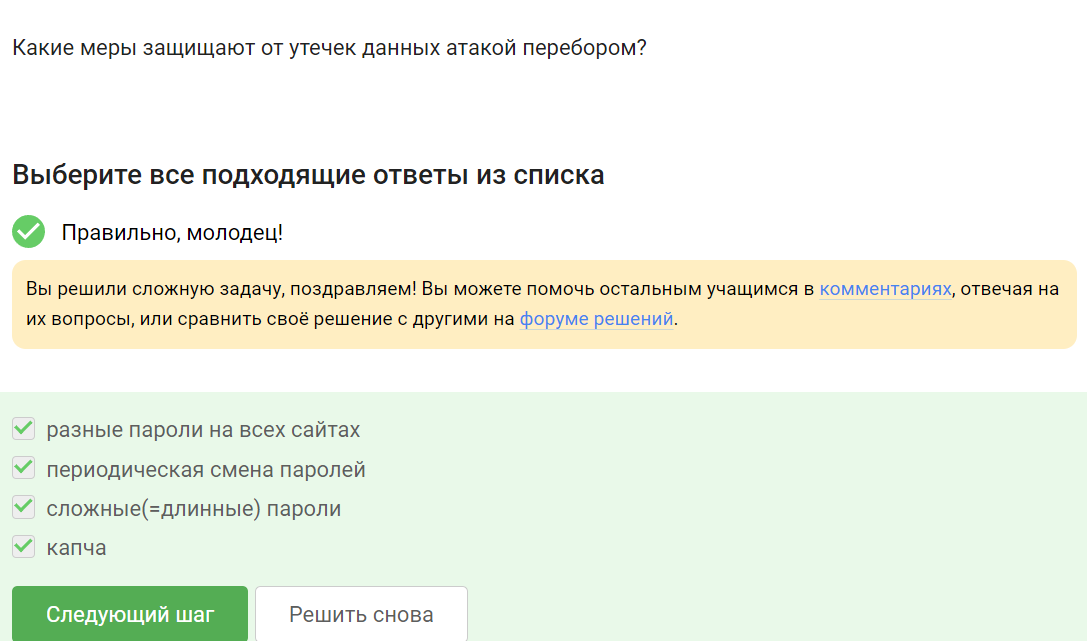 Какие меры защищают от утечек данных атакой перебором?
Выберите все подходящие ответы из списка
Правильно, молодец!
Вы решили сложную задачу, поздравляем! Вы можете помочь остальным учащимся в комментариях, отвечая на
их вопросы, или сравнить своё решение с другими на форуме решений.
разные пароли на всех сайтах
периодическая смена паролей
сложные(=длинные) пароли
капча
Следующий шаг
Решить снова